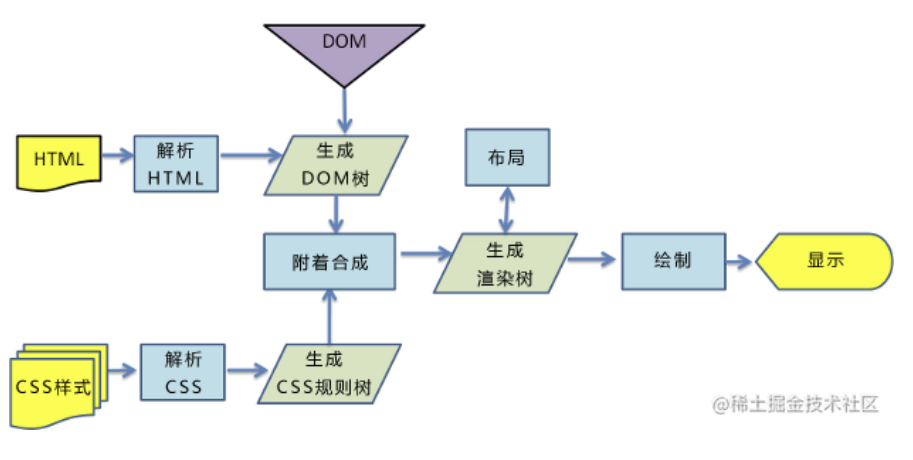 DOM
HTML
解析
HTML
生成
DOM树
布局
附着合成
生成
渲染树
绘制
显示
CSS样式
解析
CSS
生成
CSS规则树
@稀土掘金技术社区